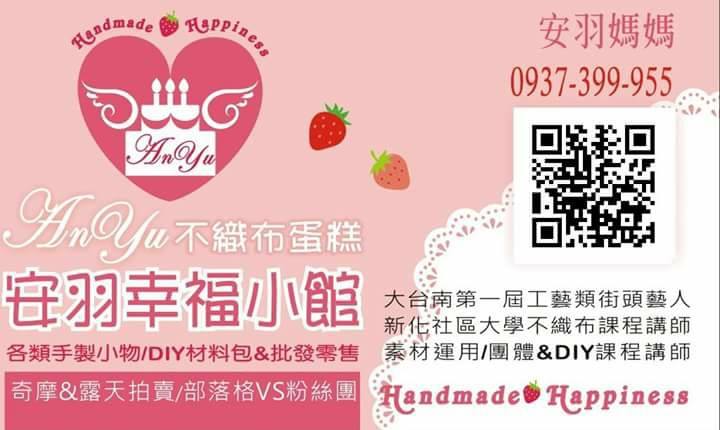 Handmade Happiness
AnYu
AnYu 不織布蛋糕
安羽幸福小館
各類手製小物/DIY材料包&批發零售
奇摩&露天拍賣/部落格VS粉絲團
安羽媽媽
0937-399-955
大台南第一屆工藝類街頭藝人
新化社區大學不織布課程講師
素材運用/團體&DIY課程講師
Handmade Happiness